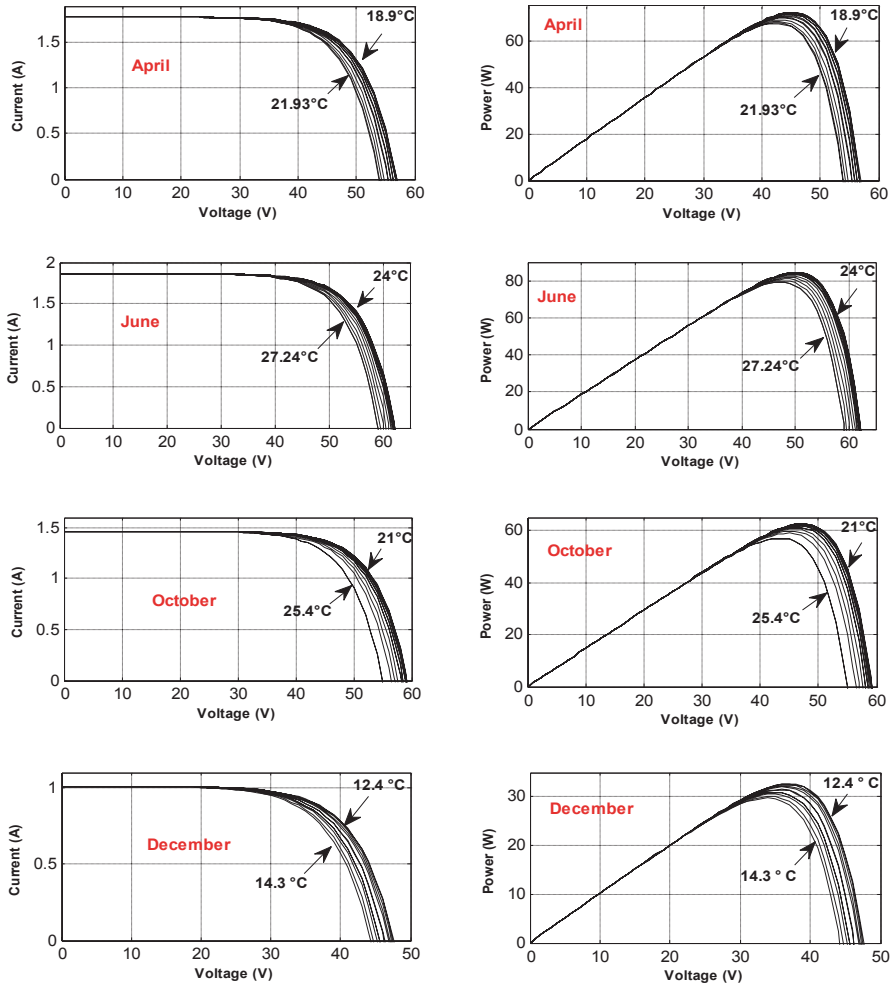 1.5
1
0.5
0
Current (A)
April
18.9°C
21.93°C
0 10 20 30 40 50 60
Voltage (V)
60
40
20
0
Power (W)
April
18.9°C
21.93°C
0 10 20 30 40 50 60
Voltage (V)
2
1.5
1
0.5
0
Current (A)
June
24°C
27.24°C
0 10 20 30 40 50 60
Voltage (V)
80
60
40
20
0
Power (W)
June
24°C
27.24°C
0 10 20 30 40 50 60
Voltage (V)
1.5
1
0.5
0
Current (A)
October
21°C
25.4°C
0 10 20 30 40 50 60
Voltage (V)
60
40
20
0
Power (W)
October
21°C
25.4°C
0 10 20 30 40 50 60
Voltage (V)
1
0.5
0
Current (A)
December
12.4 °C
14.3 °C
0 10 20 30 40 50
Voltage (V)
30
20
10
0
Power (W)
December
12.4 ° C
14.3 ° C
0 10 20 30 40 50
Voltage (V)